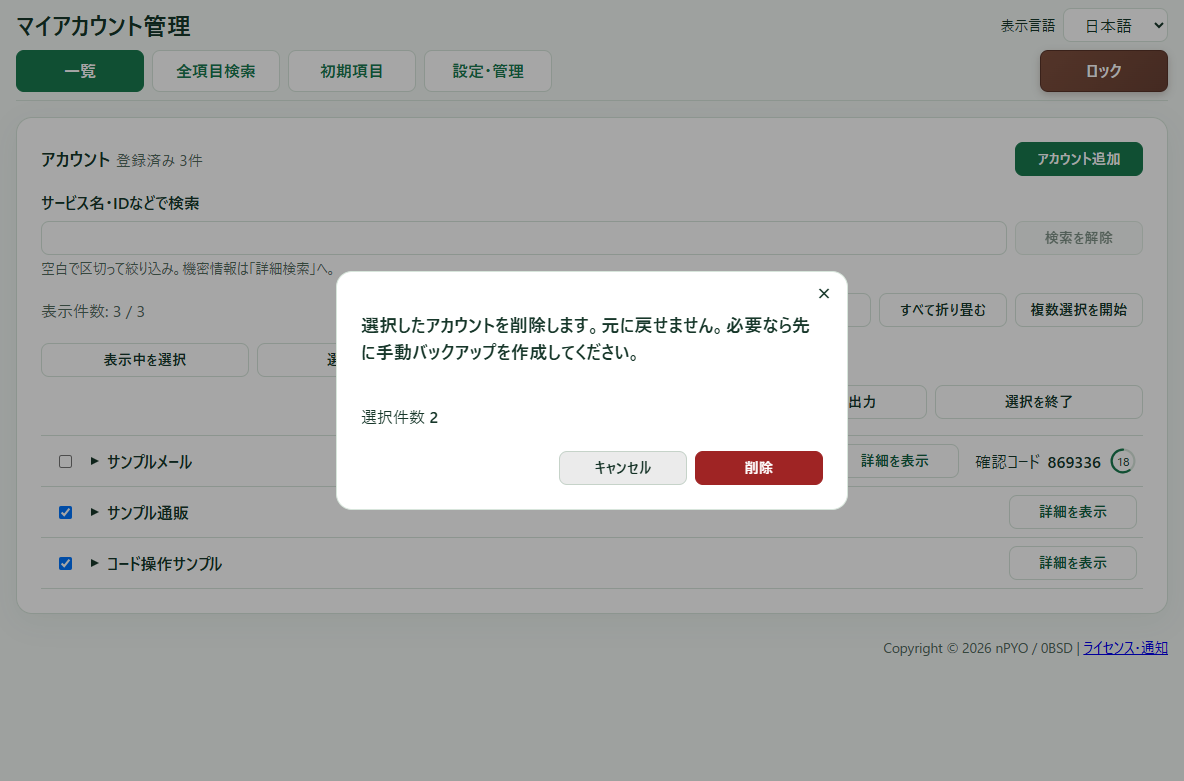 マイアカウント管理
表示言語 日本語
一覧 全項目検索 初期項目 設定・管理 ロック
アカウント 登録済み 3件 アカウント追加
サービス名・IDなどで検索
検索を解除
空白で区切って絞り込み。機密情報は「詳細検索」へ。
表示件数: 3 / 3 すべて折り畳む 複数選択を開始
表示中を選択 選
出力 選択を終了
選択したアカウントを削除します。元に戻せません。必要なら先
に手動バックアップを作成してください。
選択件数 2
キャンセル 削除
サンプルメール 詳細を表示 確認コード 869336 18
サンプル通販 詳細を表示
コード操作サンプル 詳細を表示
Copyright © 2026 nPYO / 0BSD | ライセンス・通知